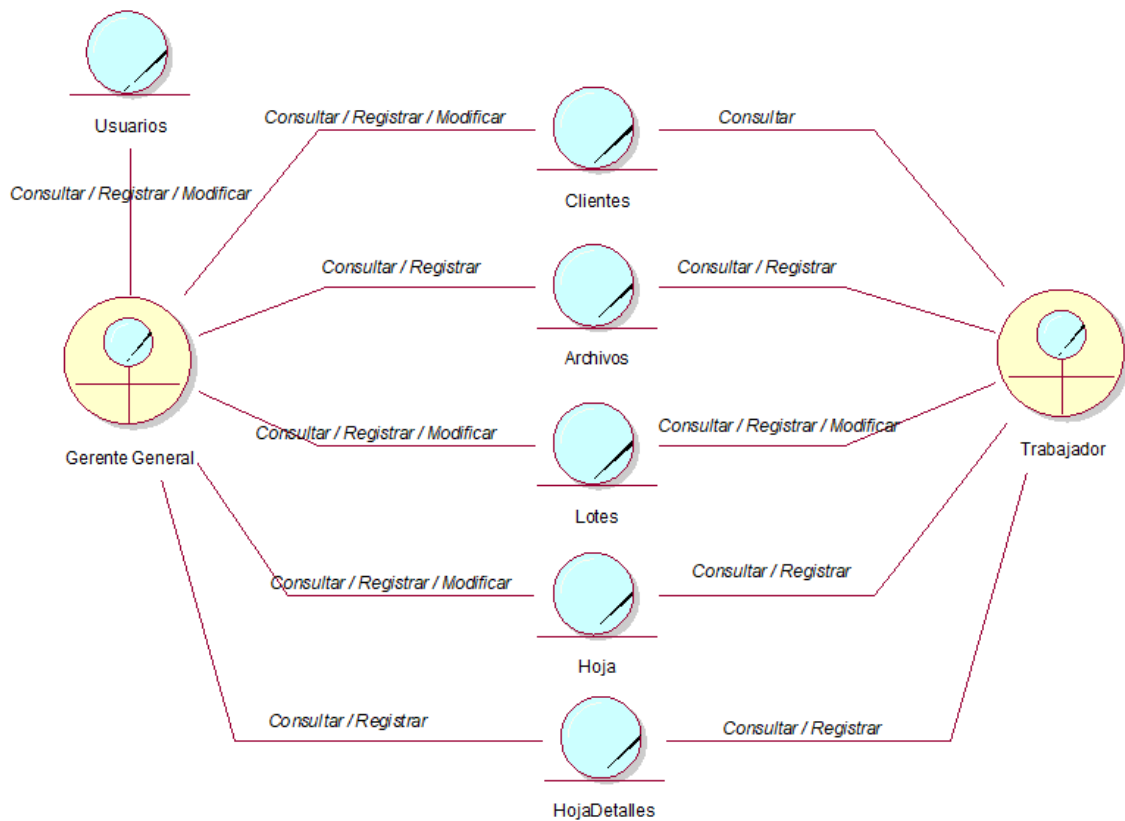 Usuarios
Consultar / Registrar / Modificar
Consultar / Registrar / Modificar
Consultar
Clientes
Consultar / Registrar
Consultar / Registrar
Archivos
Gerente General
Trabajador
Consultar / Registrar / Modificar
Consultar / Registrar / Modificar
Lotes
Consultar / Registrar / Modificar
Consultar / Registrar
Hoja
Consultar / Registrar
Consultar / Registrar
HojaDetalles